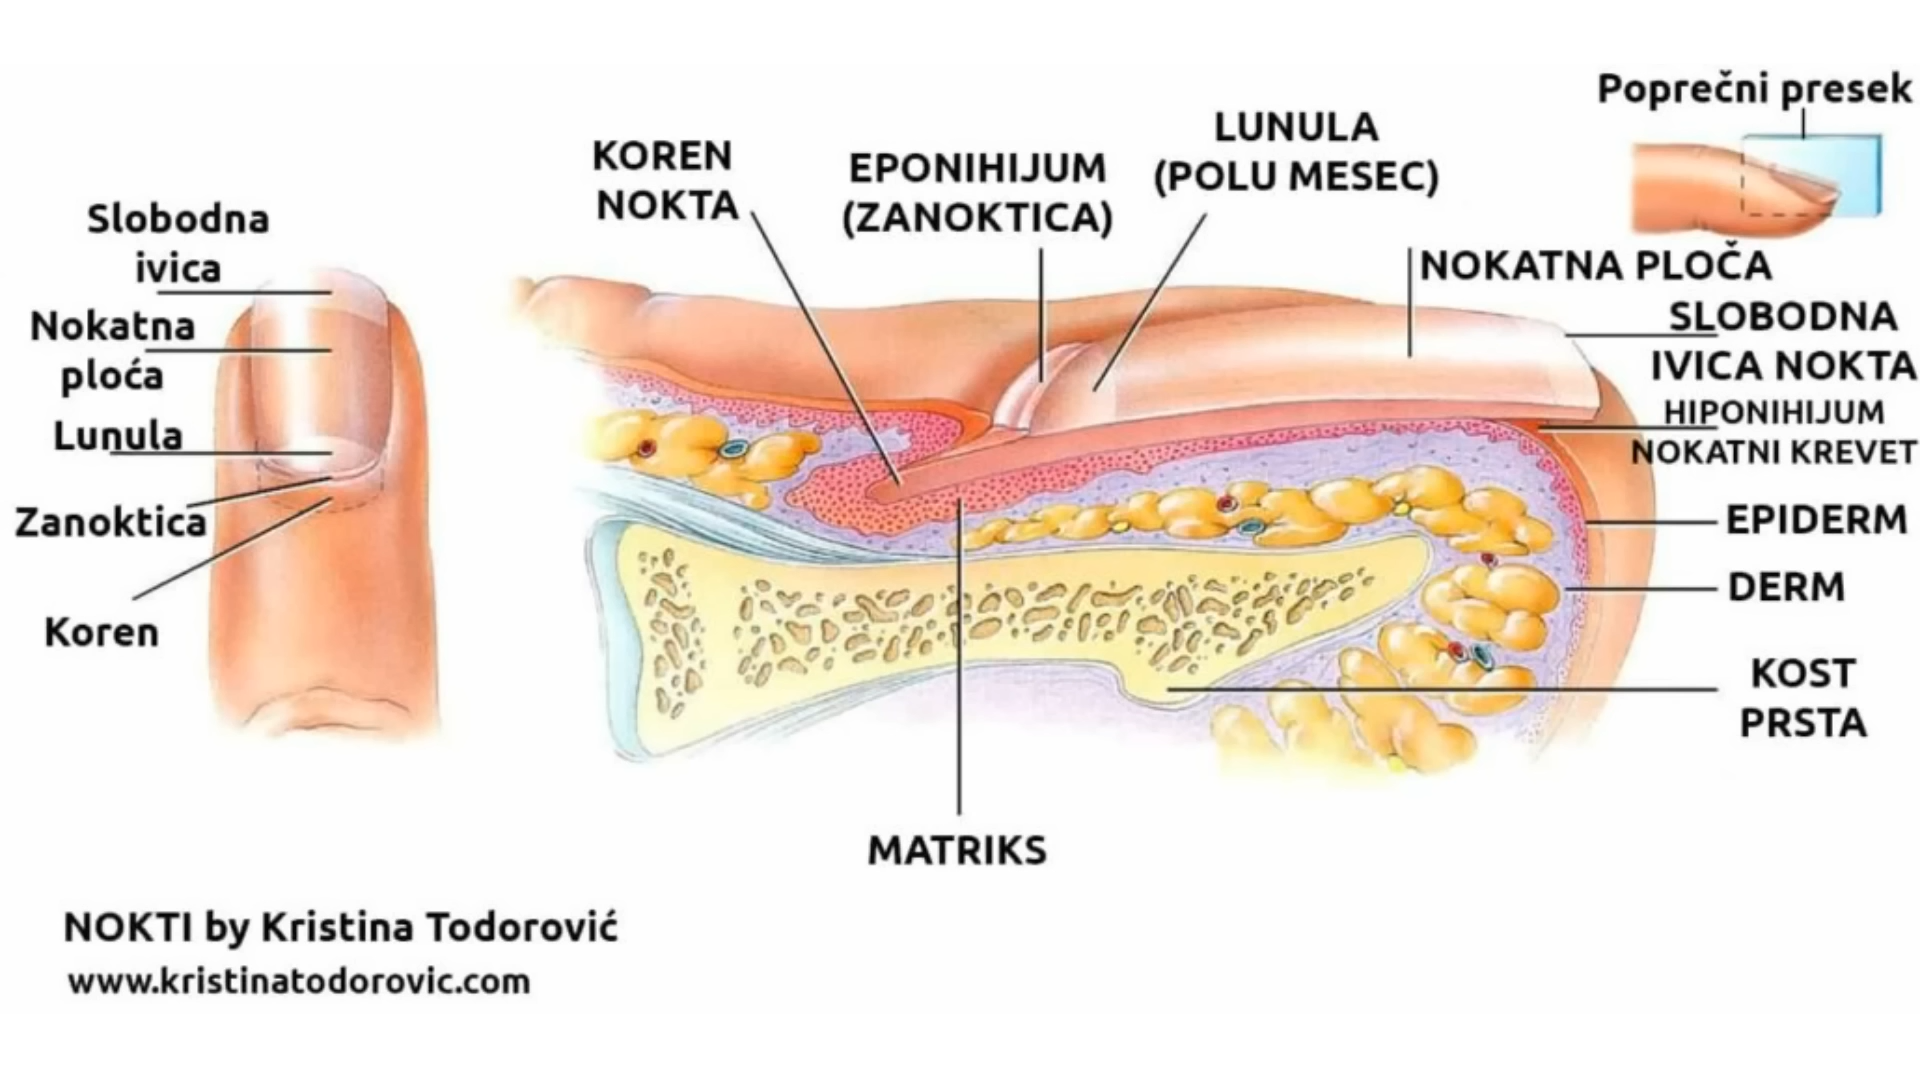 Poprečni presek
LUNULA
(POLU MESEC)
KOREN
NOKTA
EPONIHIJUM
(ZANOKTICA)
Slobodna
ivica
NOKATNA PLOČA
SLOBODNA
IVICA NOKTA
Nokatna
ploća
HIPONIHIJUM
NOKATNI KREVET
Lunula
Zanoktica
EPIDERM
DERM
Koren
KOST
PRSTA
MATRIKS
NOKTI by Kristina Todorović
www.kristinatodorovic.com